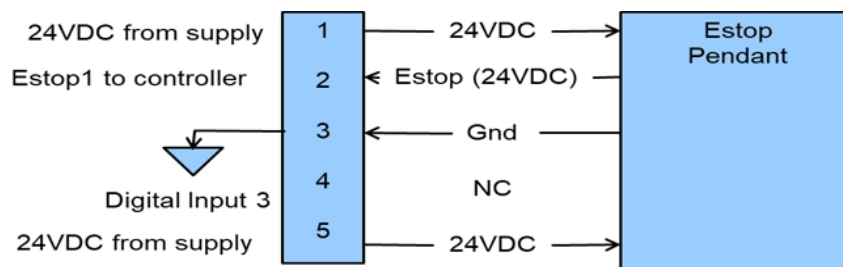 24VDC from supply 1 24VDC Estop
Pendant
Estop1 to controller 2 Estop (24VDC)
3 Gnd
Digital Input 3 4 NC
24VDC from supply 5 24VDC